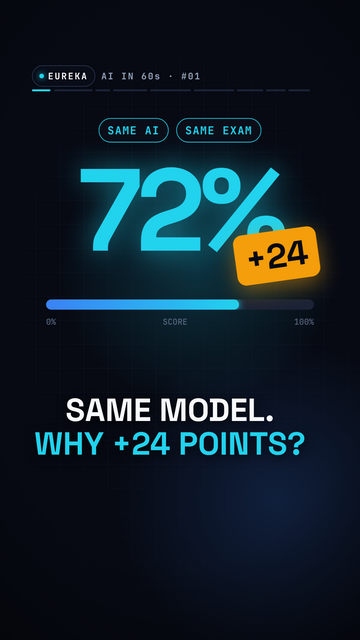 EUREKA AI IN 60s · #01
SAME AI SAME EXAM
72%
+24
0% SCORE 100%
SAME MODEL.
WHY +24 POINTS?